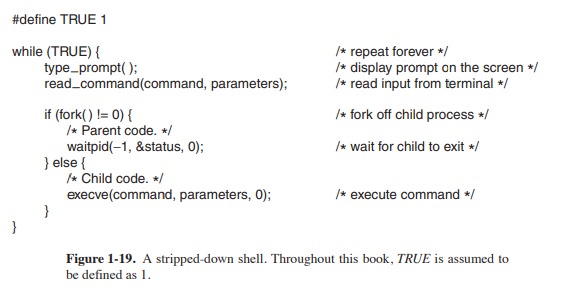 #define TRUE 1
while (TRUE) { /* repeat forever */
type_prompt( ); /* display prompt on the screen */
read_command(command, parameters); /* read input from terminal */
if (fork( ) != 0) { /* fork off child process */
/* Parent code. */
waitpid(−1, &status, 0); /* wait for child to exit */
} else {
/* Child code. */
execve(command, parameters, 0); /* execute command */
}
}
Figure 1-19. A stripped-down shell. Throughout this book, TRUE is assumed to
be defined as 1.